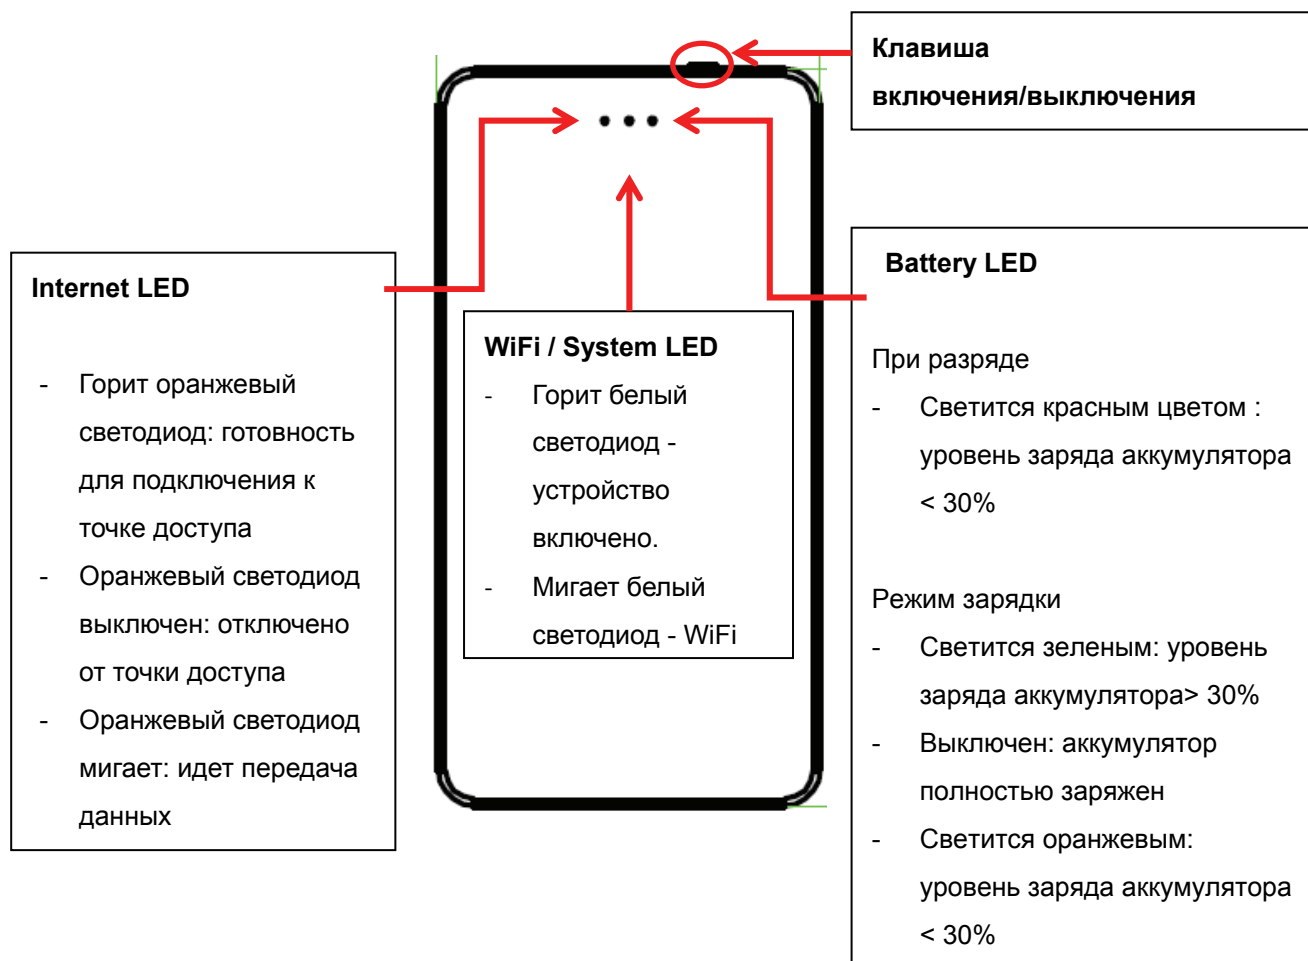 Клавиша
включения/выключения
Internet LED
- Горит оранжевый
светодиод: готовность
для подключения к
точке доступа
- Оранжевый светодиод
выключен: отключено
от точки доступа
- Оранжевый светодиод
мигает: идет передача
данных
WiFi / System LED
- Горит белый
светодиод -
устройство
включено.
- Мигает белый
светодиод - WiFi
Battery LED
При разряде
- Светится красным цветом :
уровень заряда аккумулятора
< 30%
Режим зарядки
- Светится зеленым: уровень
заряда аккумулятора> 30%
- Выключен: аккумулятор
полностью заряжен
- Светится оранжевым:
уровень заряда аккумулятора
< 30%